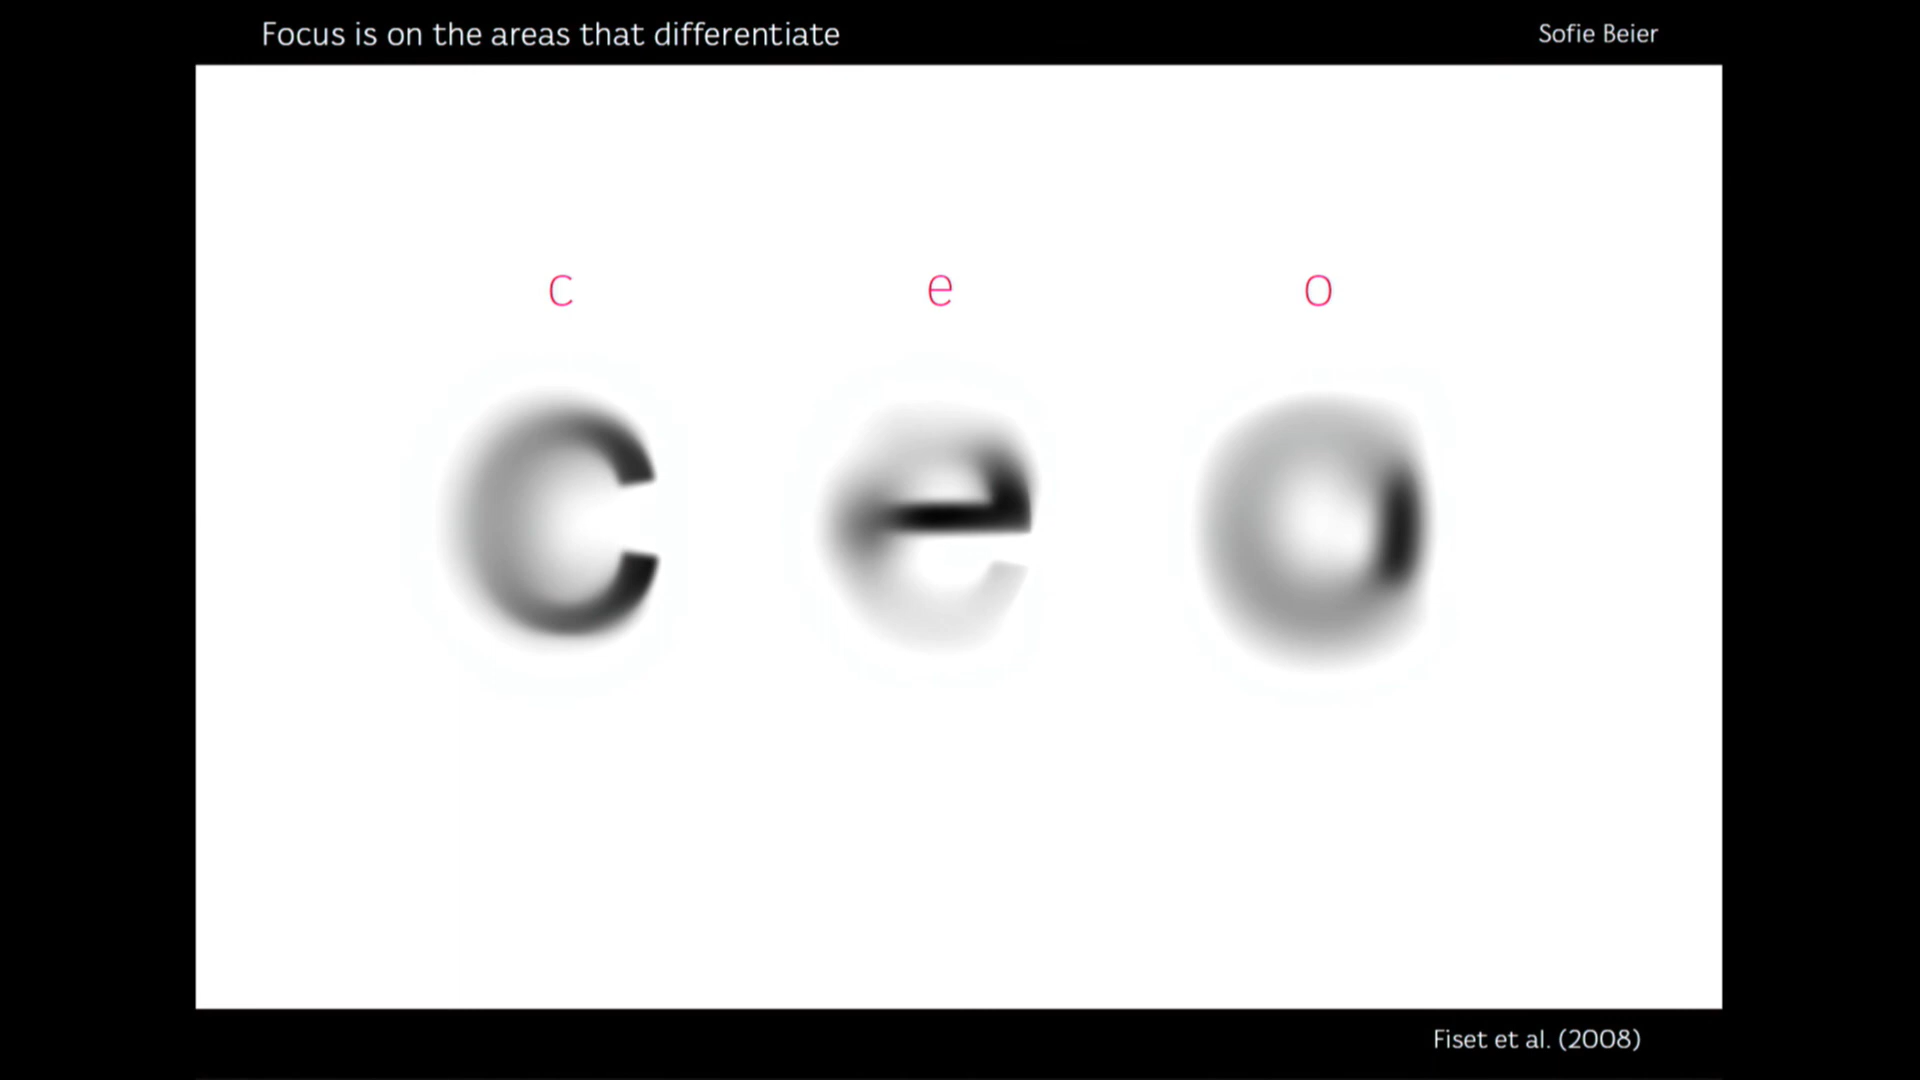 Focus is on the areas that differentiate
Sofie Beier
c e o
c e o
Fiset et al. (2008)